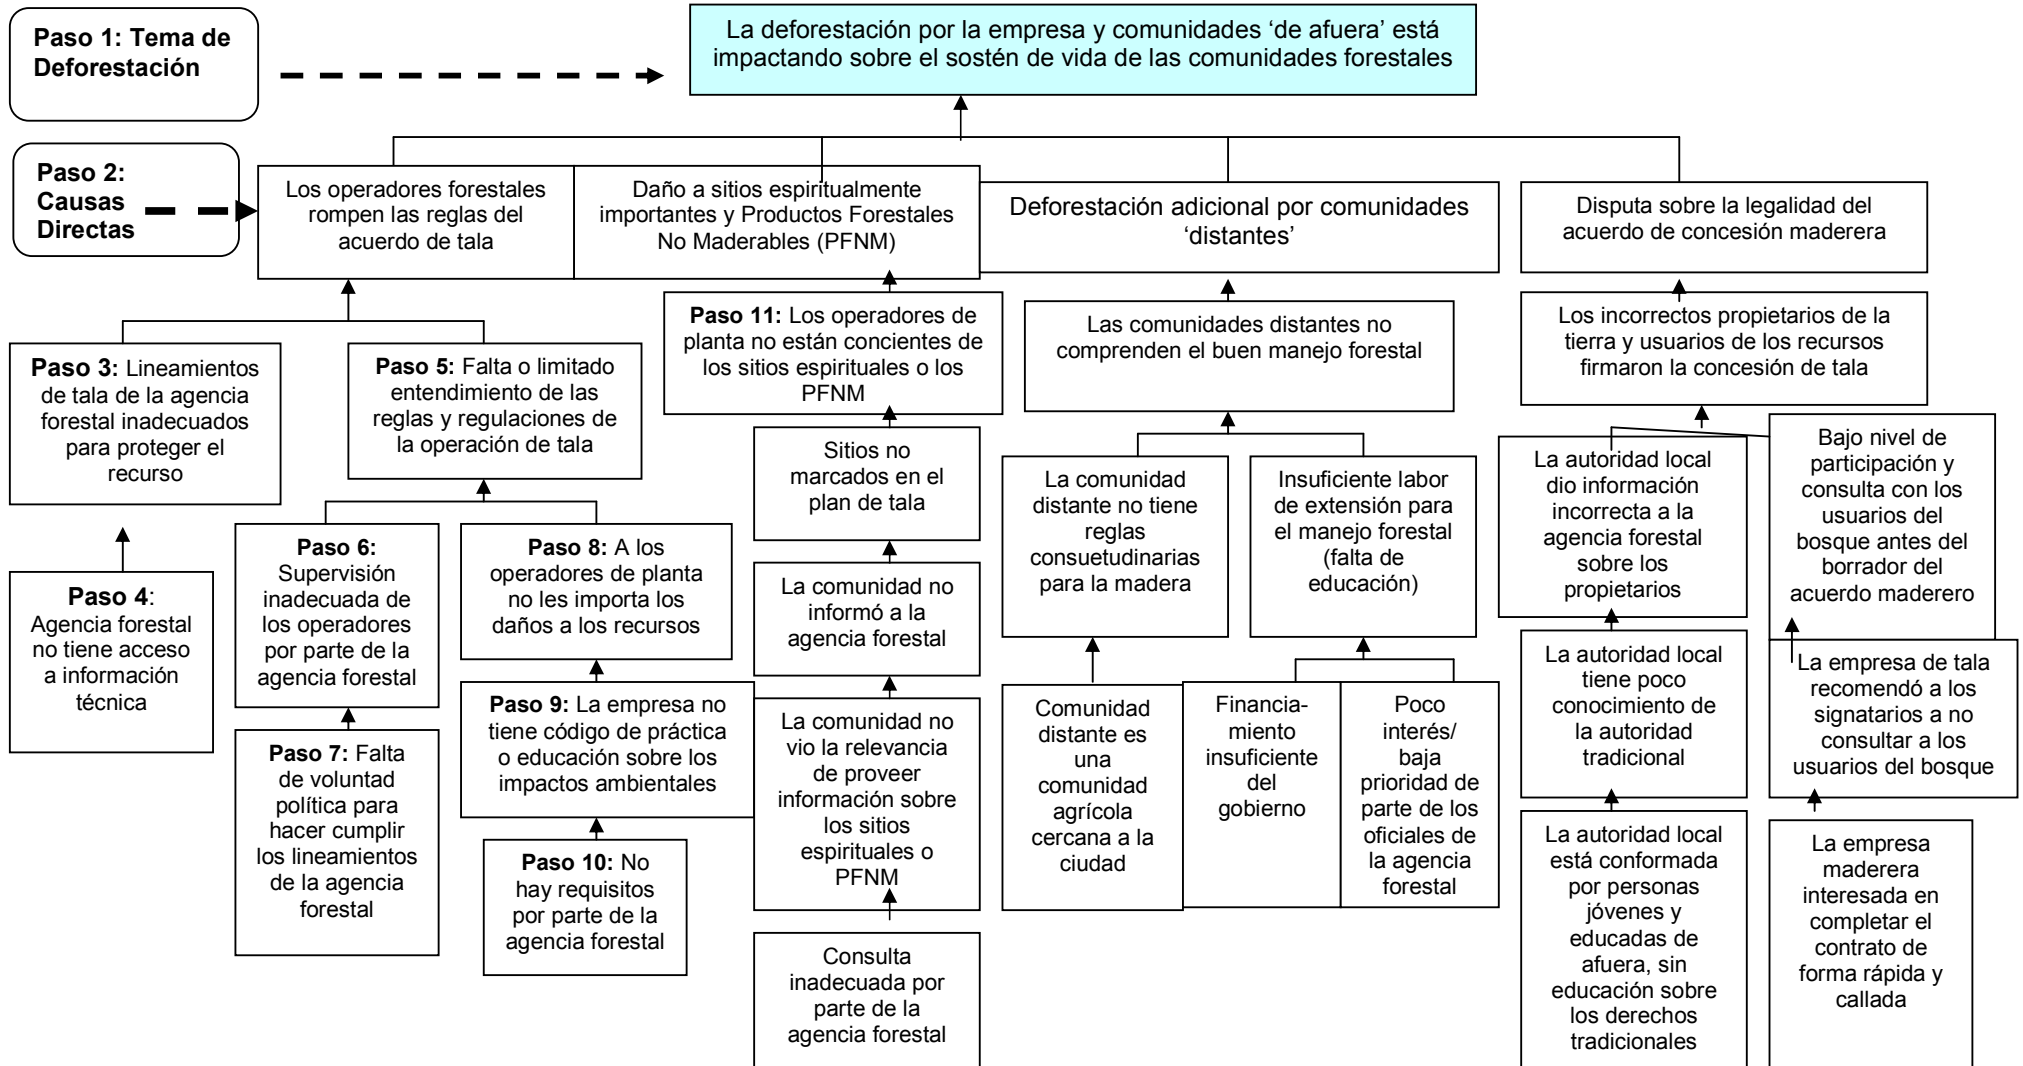 Paso 1: Tema de
Deforestación
La deforestación por la empresa y comunidades ‘de afuera’ está
impactando sobre el sostén de vida de las comunidades forestales
Paso 2:
Causas
Directas
Los operadores forestales
rompen las reglas del
acuerdo de tala
Daño a sitios espiritualmente
importantes y Productos Forestales
No Maderables (PFNM)
Deforestación adicional por comunidades
‘distantes’
Disputa sobre la legalidad del
acuerdo de concesión maderera
Paso 3: Lineamientos
de tala de la agencia
forestal inadecuados
para proteger el
recurso
Paso 4:
Agencia forestal
no tiene acceso
a información
técnica
Paso 5: Falta o limitado
entendimiento de las
reglas y regulaciones de
la operación de tala
Paso 6:
Supervisión
inadecuada de
los operadores
por parte de la
agencia forestal
Paso 7: Falta
de voluntad
política para
hacer cumplir
los lineamientos
de la agencia
forestal
Paso 8: A los
operadores de planta
no les importa los
daños a los recursos
Paso 9: La empresa no
tiene código de práctica
o educación sobre los
impactos ambientales
Paso 10: No
hay requisitos
por parte de la
agencia forestal
Paso 11: Los operadores de
planta no están concientes de
los sitios espirituales o los
PFNM
Sitios no
marcados en el
plan de tala
La comunidad no
informó a la
agencia forestal
La comunidad no
vio la relevancia
de proveer
información sobre
los sitios
espirituales o
PFNM
Consulta
inadecuada por
parte de la
agencia forestal
Las comunidades distantes no
comprenden el buen manejo forestal
La comunidad
distante no tiene
reglas
consuetudinarias
para la madera
Comunidad
distante es
una
comunidad
agrícola
cercana a la
ciudad
Insuficiente labor
de extensión para
el manejo forestal
(falta de
educación)
Financia-
miento
insuficiente
del
gobierno
Poco
interés/
baja
prioridad de
parte de los
oficiales de
la agencia
forestal
Los incorrectos propietarios de la
tierra y usuarios de los recursos
firmaron la concesión de tala
La autoridad local
dio información
incorrecta a la
agencia forestal
sobre los
propietarios
La autoridad local
tiene poco
conocimiento de
la autoridad
tradicional
La autoridad local
está conformada
por personas
jóvenes y
educadas de
afuera, sin
educación sobre
los derechos
tradicionales
Bajo nivel de
participación y
consulta con los
usuarios del
bosque antes del
borrador del
acuerdo maderero
La empresa de tala
recomendó a los
signatarios a no
consultar a los
usuarios del bosque
La empresa
maderera
interesada en
completar el
contrato de
forma rápida y
callada